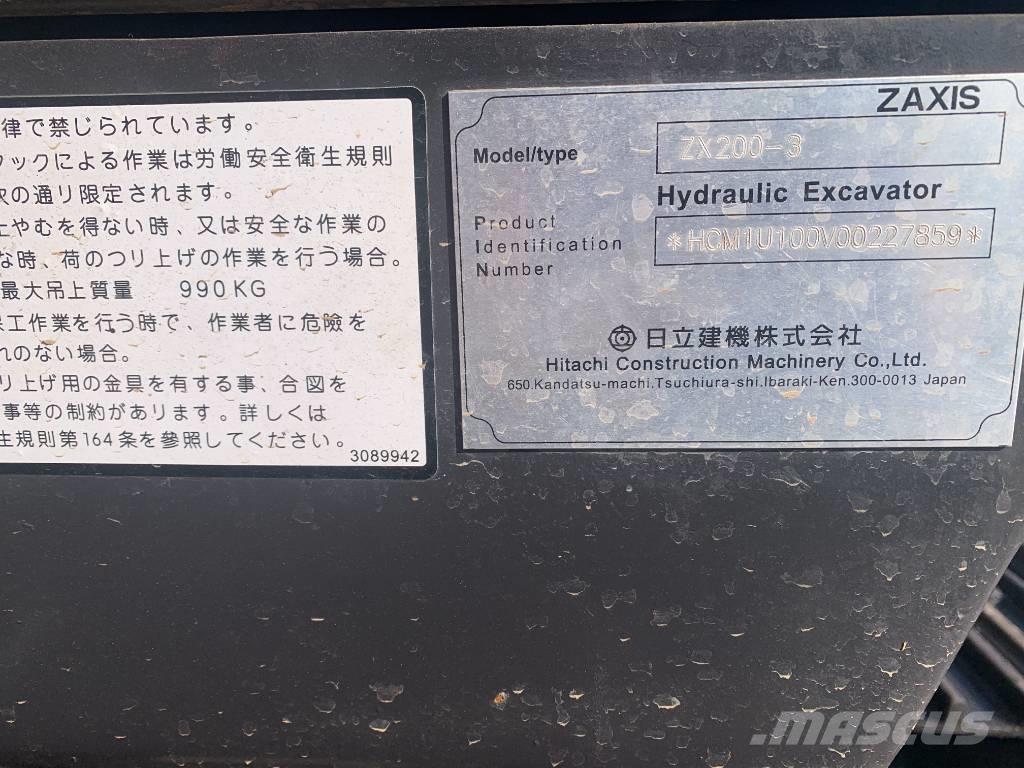 律で禁じられています。
フックによる作業は労働安全衛生規則
次の通り限定されます。
上やむを得ない時、又は安全な作業の
な時、荷のつり上げの作業を行う場合。
最大吊上質量 990KG
工作業を行う時で、作業者に危険を
れのない場合。
り上げ用の金具を有する事、合図を
事等の制約があります。詳しくは
生規則第164条を参照してください。
3089942
ZAXIS
Model/type ZX200-3
Hydraulic Excavator
Product
Identification
Number
*HCM1U100V00227859*
日立建機株式会社
Hitachi Construction Machinery Co.,Ltd.
650.Kandatsu-machi.Tsuchiura-shi.Ibaraki-Ken.300-0013 Japan
MASCUS